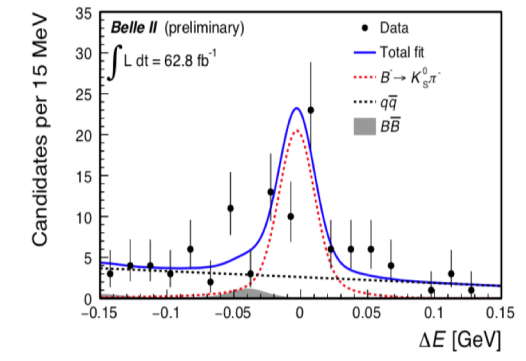 Candidates per 15 MeV
35
30
25
20
15
10
5
0
Belle II (preliminary)
∫ L dt = 62.8 fb⁻¹
Data
Total fit
B⁻ → K⁰_S π⁻
qq̅
BB̅
−0.15 −0.1 −0.05 0 0.05 0.1 0.15
ΔE [GeV]